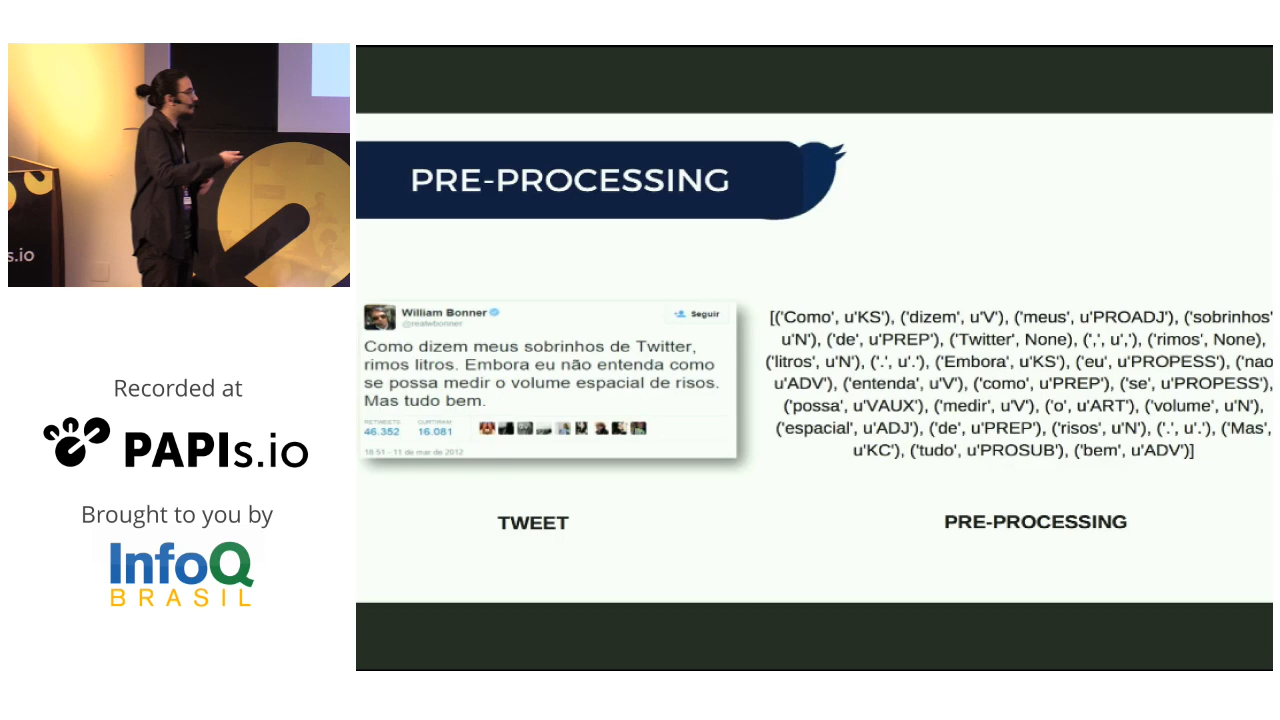 s.io
Recorded at
PAPIs.io
Brought to you by
InfoQ
BRASIL
PRE-PROCESSING
William Bonner
@realwbonner
Seguir
Como dizem meus sobrinhos de Twitter,
rimos litros. Embora eu não entenda como
se possa medir o volume espacial de risos.
Mas tudo bem.
RETWEETS
CURTIRAM
46.352
16.081
18:51 - 11 de mar de 2012
TWEET
[('Como', u'KS'), ('dizem', u'V'), ('meus', u'PROADJ'), ('sobrinhos'
u'N'), ('de', u'PREP'), ('Twitter', None), (',', u','), ('rimos', None),
('litros', u'N'), ('.', u'.'), ('Embora', u'KS'), ('eu', u'PROPESS'), ('nao
u'ADV'), ('entenda', u'V'), ('como', u'PREP'), ('se', u'PROPESS'),
('possa', u'VAUX'), ('medir', u'V'), ('o', u'ART'), ('volume', u'N'),
('espacial', u'ADJ'), ('de', u'PREP'), ('risos', u'N'), ('.', u'.'), ('Mas',
u'KC'), ('tudo', u'PROSUB'), ('bem', u'ADV')]
PRE-PROCESSING